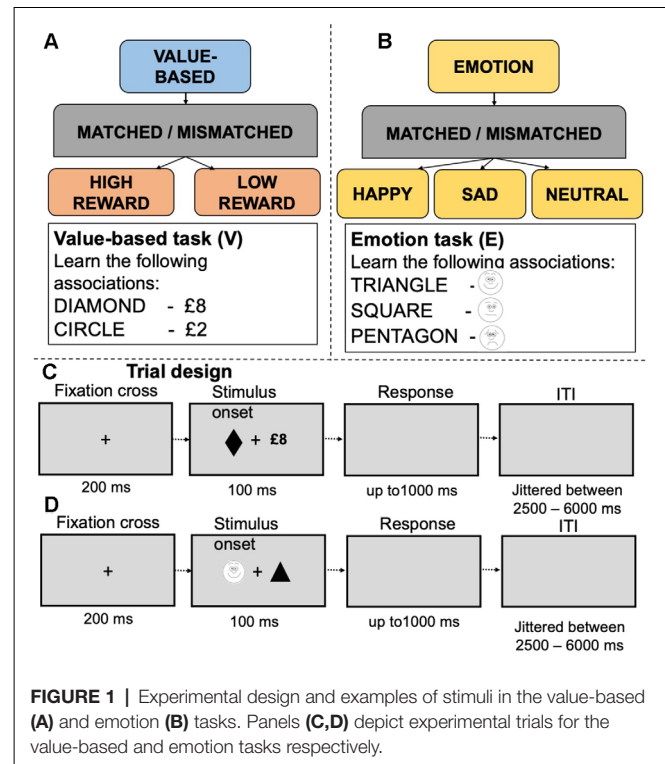 A
VALUE-
BASED
MATCHED / MISMATCHED
HIGH
REWARD
LOW
REWARD
Value-based task (V)
Learn the following
associations:
DIAMOND - £8
CIRCLE - £2
B
EMOTION
MATCHED / MISMATCHED
HAPPY
SAD
NEUTRAL
Emotion task (E)
Learn the following associations:
TRIANGLE -
SQUARE -
PENTAGON -
C
Trial design
Fixation cross
Stimulus
onset
Response
ITI
+
+ £8
200 ms
100 ms
up to1000 ms
Jittered between
2500 – 6000 ms
D
Fixation cross
Stimulus
onset
Response
ITI
+
+
200 ms
100 ms
up to1000 ms
Jittered between
2500 – 6000 ms
FIGURE 1 | Experimental design and examples of stimuli in the value-based
(A) and emotion (B) tasks. Panels (C,D) depict experimental trials for the
value-based and emotion tasks respectively.